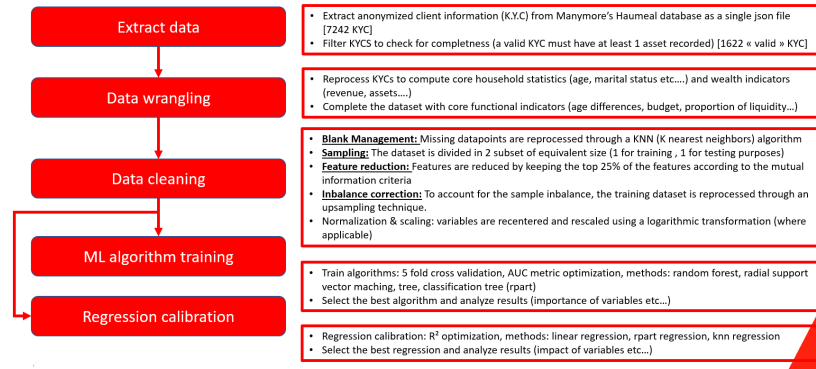 Extract data
• Extract anonymized client information (K.Y.C) from Manymore's Haumeal database as a single json file
[7242 KYC]
• Filter KYCS to check for completness (a valid KYC must have at least 1 asset recorded) [1622 « valid » KYC]
Data wrangling
• Reprocess KYCs to compute core household statistics (age, marital status etc....) and wealth indicators
(revenue, assets....)
• Complete the dataset with core functional indicators (age differences, budget, proportion of liquidity...)
Data cleaning
• Blank Management: Missing datapoints are reprocessed through a KNN (K nearest neighbors) algorithm
• Sampling: The dataset is divided in 2 subset of equivalent size (1 for training , 1 for testing purposes)
• Feature reduction: Features are reduced by keeping the top 25% of the features according to the mutual
information criteria
• Inbalance correction: To account for the sample inbalance, the training dataset is reprocessed through an
upsampling technique.
• Normalization & scaling: variables are recentered and rescaled using a logarithmic transformation (where
applicable)
ML algorithm training
• Train algorithms: 5 fold cross validation, AUC metric optimization, methods: random forest, radial support
vector maching, tree, classification tree (rpart)
• Select the best algorithm and analyze results (importance of variables etc...)
Regression calibration
• Regression calibration: R² optimization, methods: linear regression, rpart regression, knn regression
• Select the best regression and analyze results (impact of variables etc...)